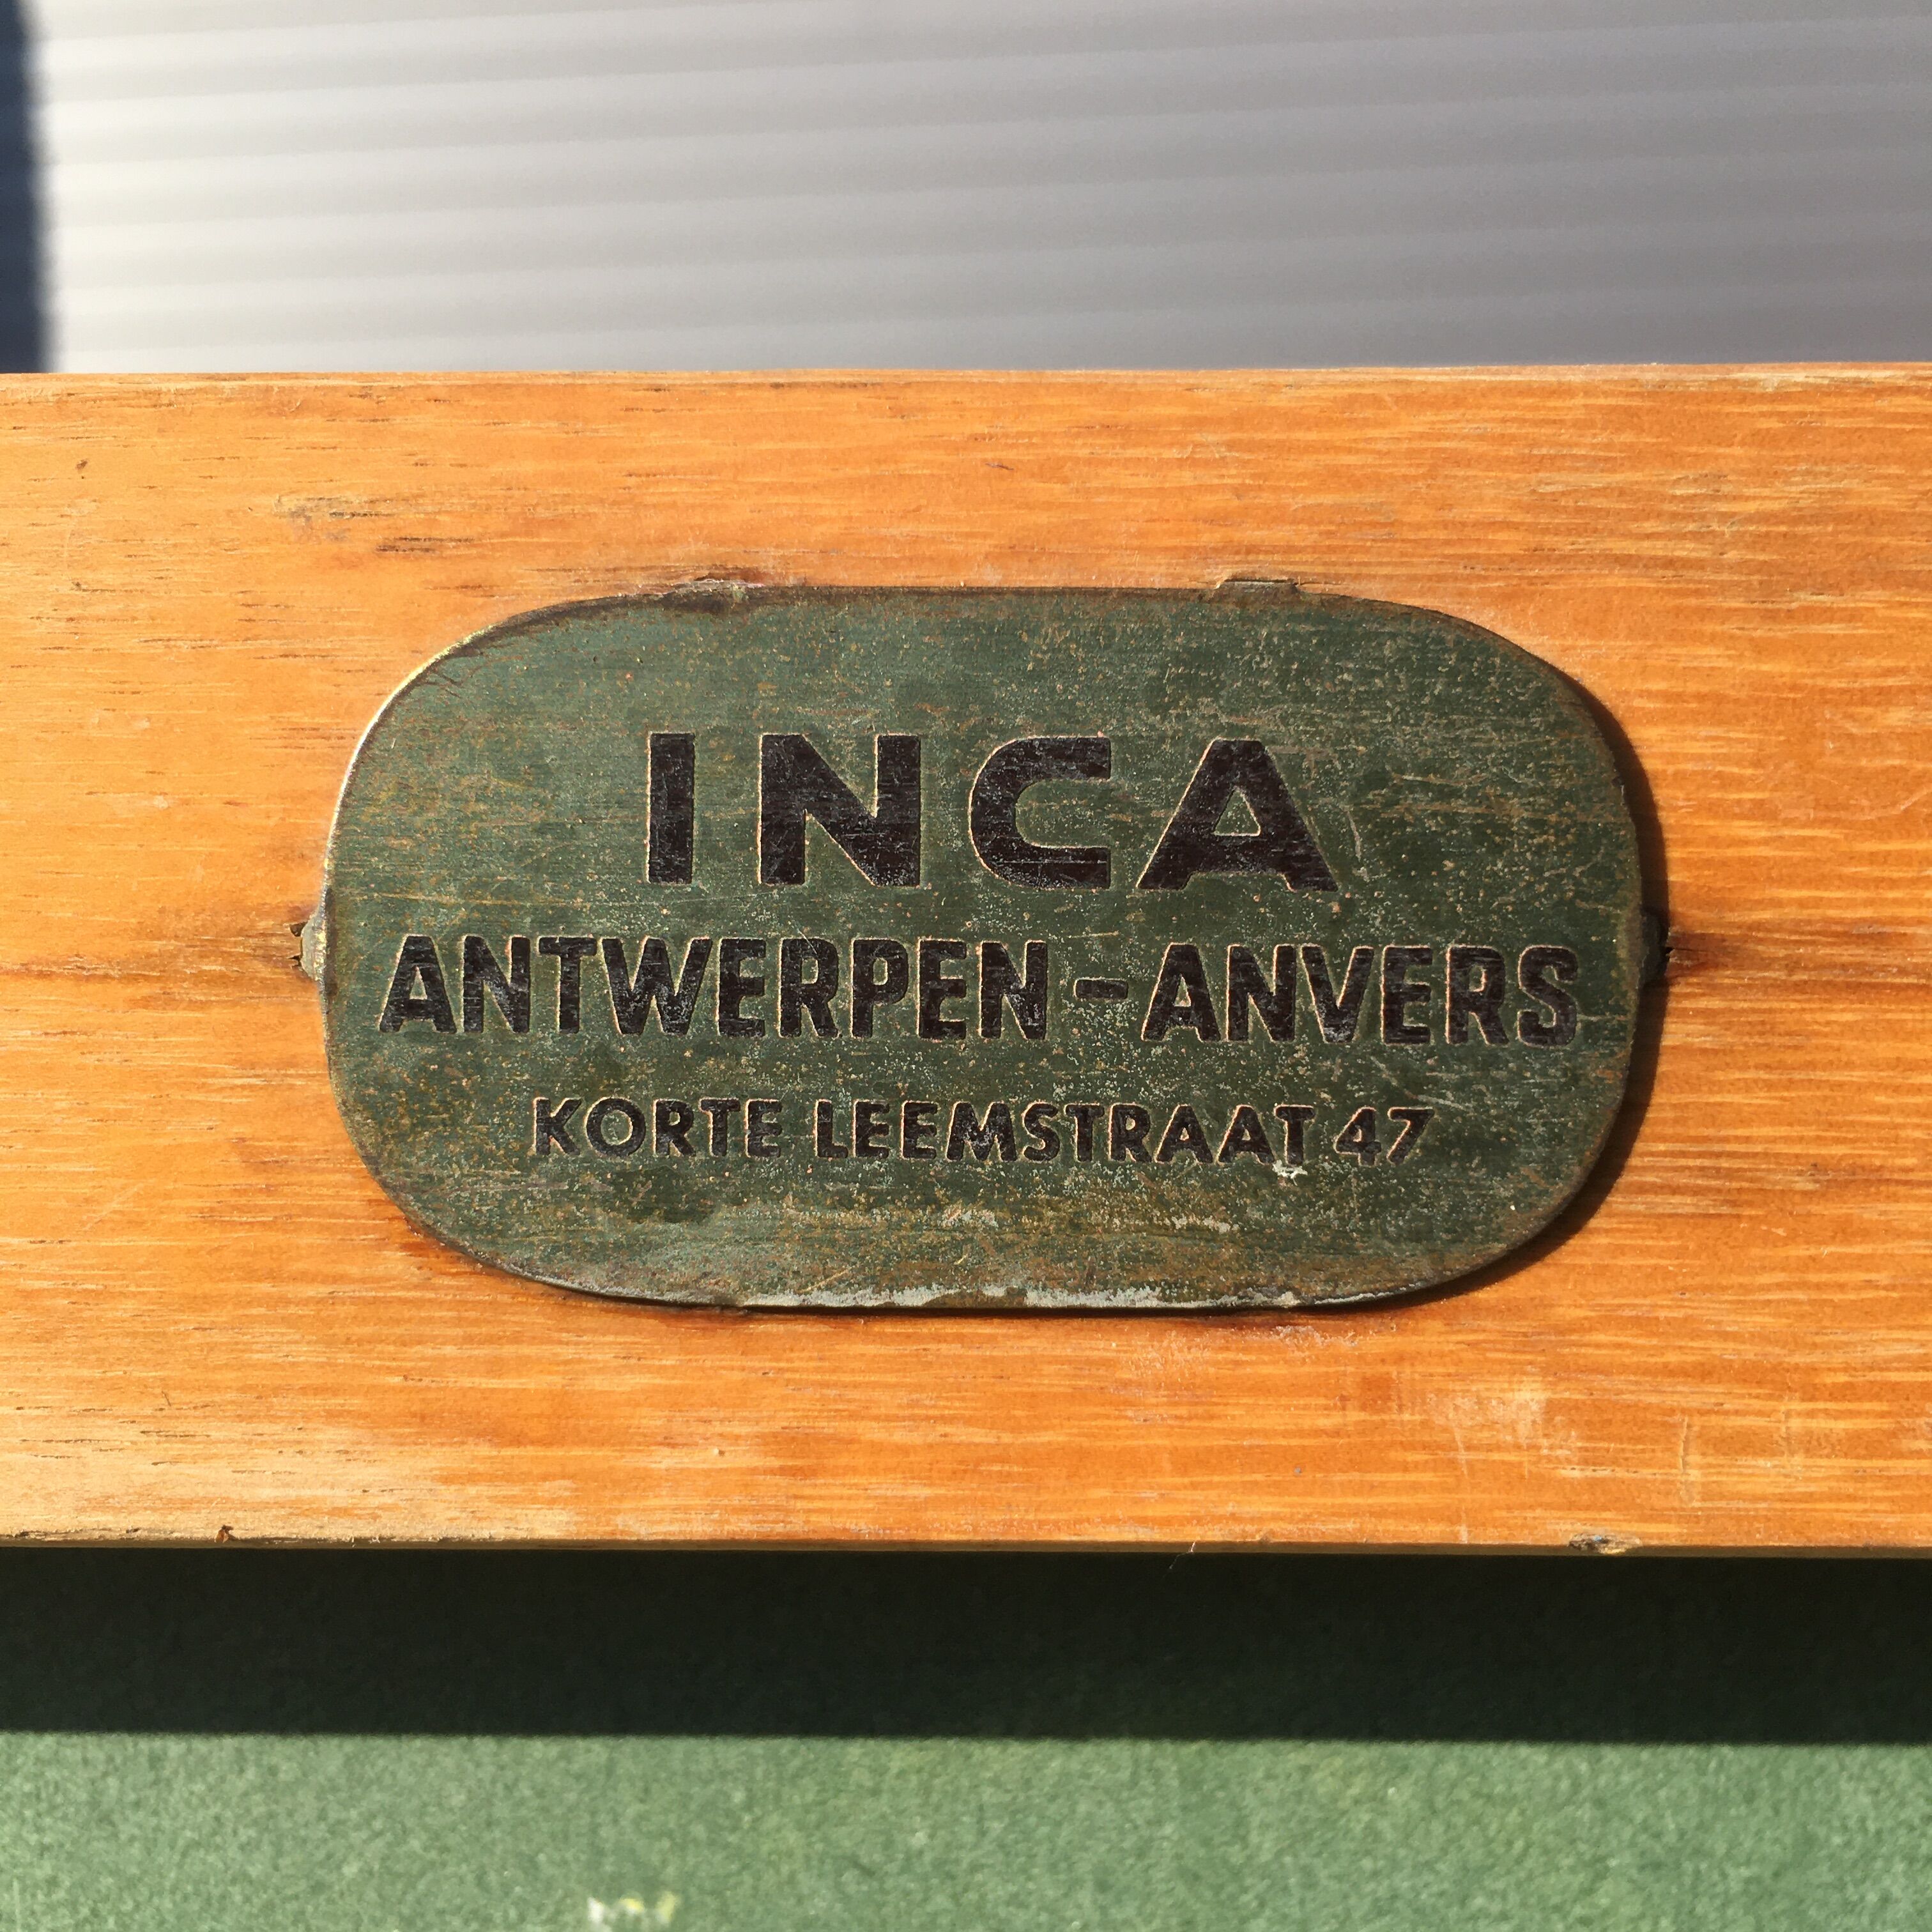 INCA
ANTWERPEN-ANVERS
KORTE LEEMSTRAAT 47